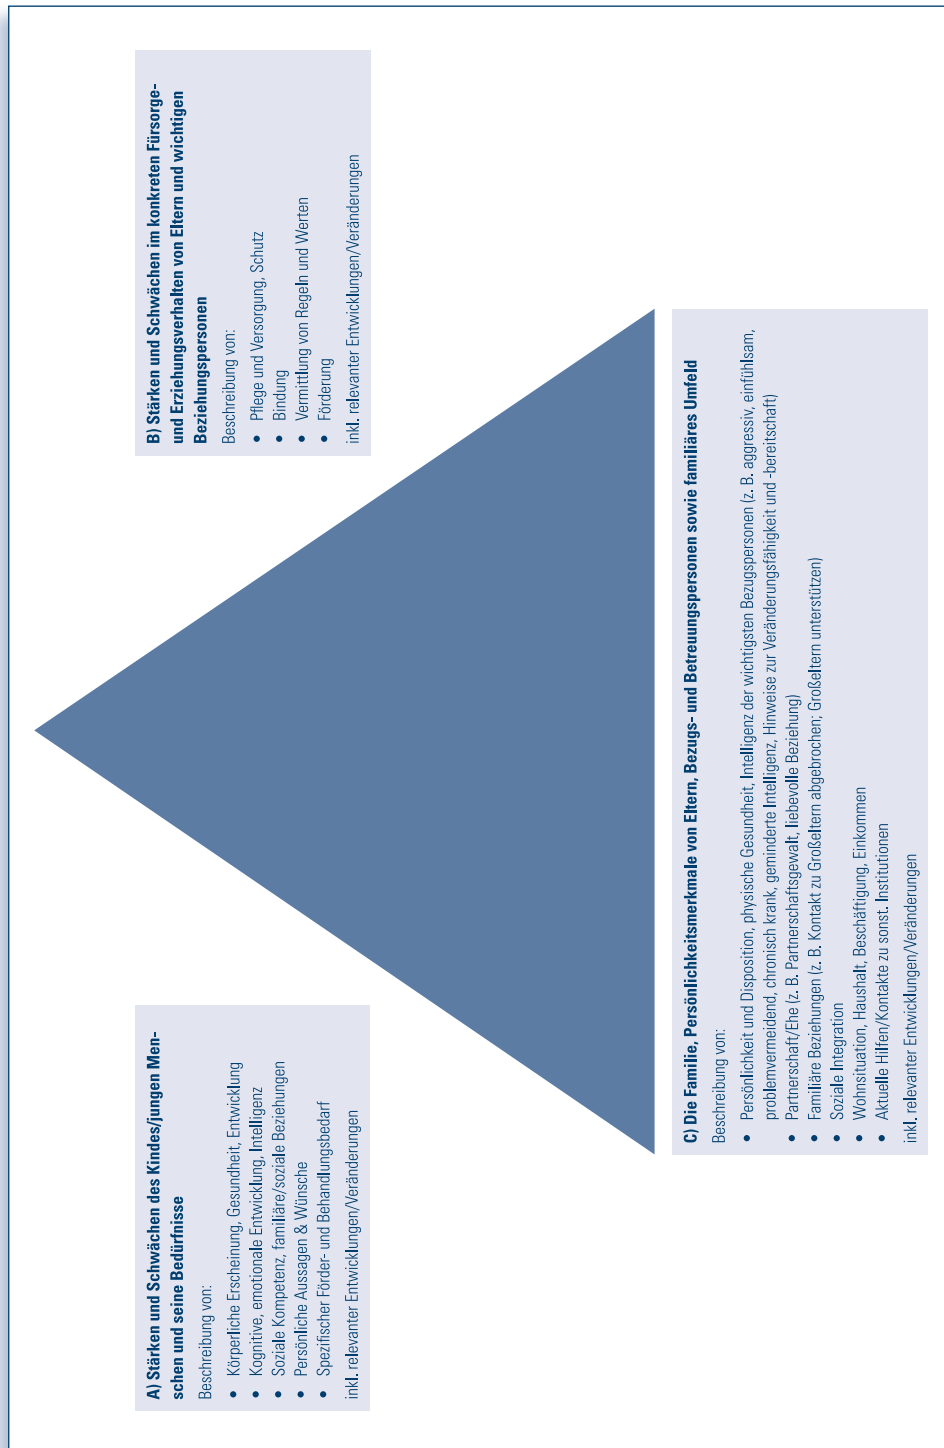 A) Stärken und Schwächen des Kindes/jungen Men-
schen und seine Bedürfnisse
Beschreibung von:
• Körperliche Erscheinung, Gesundheit, Entwicklung
• Kognitive, emotionale Entwicklung, Intelligenz
• Soziale Kompetenz, familiäre/soziale Beziehungen
• Persönliche Aussagen & Wünsche
• Spezifischer Förder- und Behandlungsbedarf
inkl. relevanter Entwicklungen/Veränderungen
B) Stärken und Schwächen im konkreten Fürsorge-
und Erziehungsverhalten von Eltern und wichtigen
Beziehungspersonen
Beschreibung von:
• Pflege und Versorgung, Schutz
• Bindung
• Vermittlung von Regeln und Werten
• Förderung
inkl. relevanter Entwicklungen/Veränderungen
C) Die Familie, Persönlichkeitsmerkmale von Eltern, Bezugs- und Betreuungspersonen sowie familiäres Umfeld
Beschreibung von:
• Persönlichkeit und Disposition, physische Gesundheit, Intelligenz der wichtigsten Bezugspersonen (z. B. aggressiv, einfühlsam,
problemvermeidend, chronisch krank, geminderte Intelligenz, Hinweise zur Veränderungsfähigkeit und -bereitschaft)
• Partnerschaft/Ehe (z. B. Partnerschaftsgewalt, liebevolle Beziehung)
• Familiäre Beziehungen (z. B. Kontakt zu Großeltern abgebrochen; Großeltern unterstützen)
• Soziale Integration
• Wohnsituation, Haushalt, Beschäftigung, Einkommen
• Aktuelle Hilfen/Kontakte zu sonst. Institutionen
inkl. relevanter Entwicklungen/Veränderungen